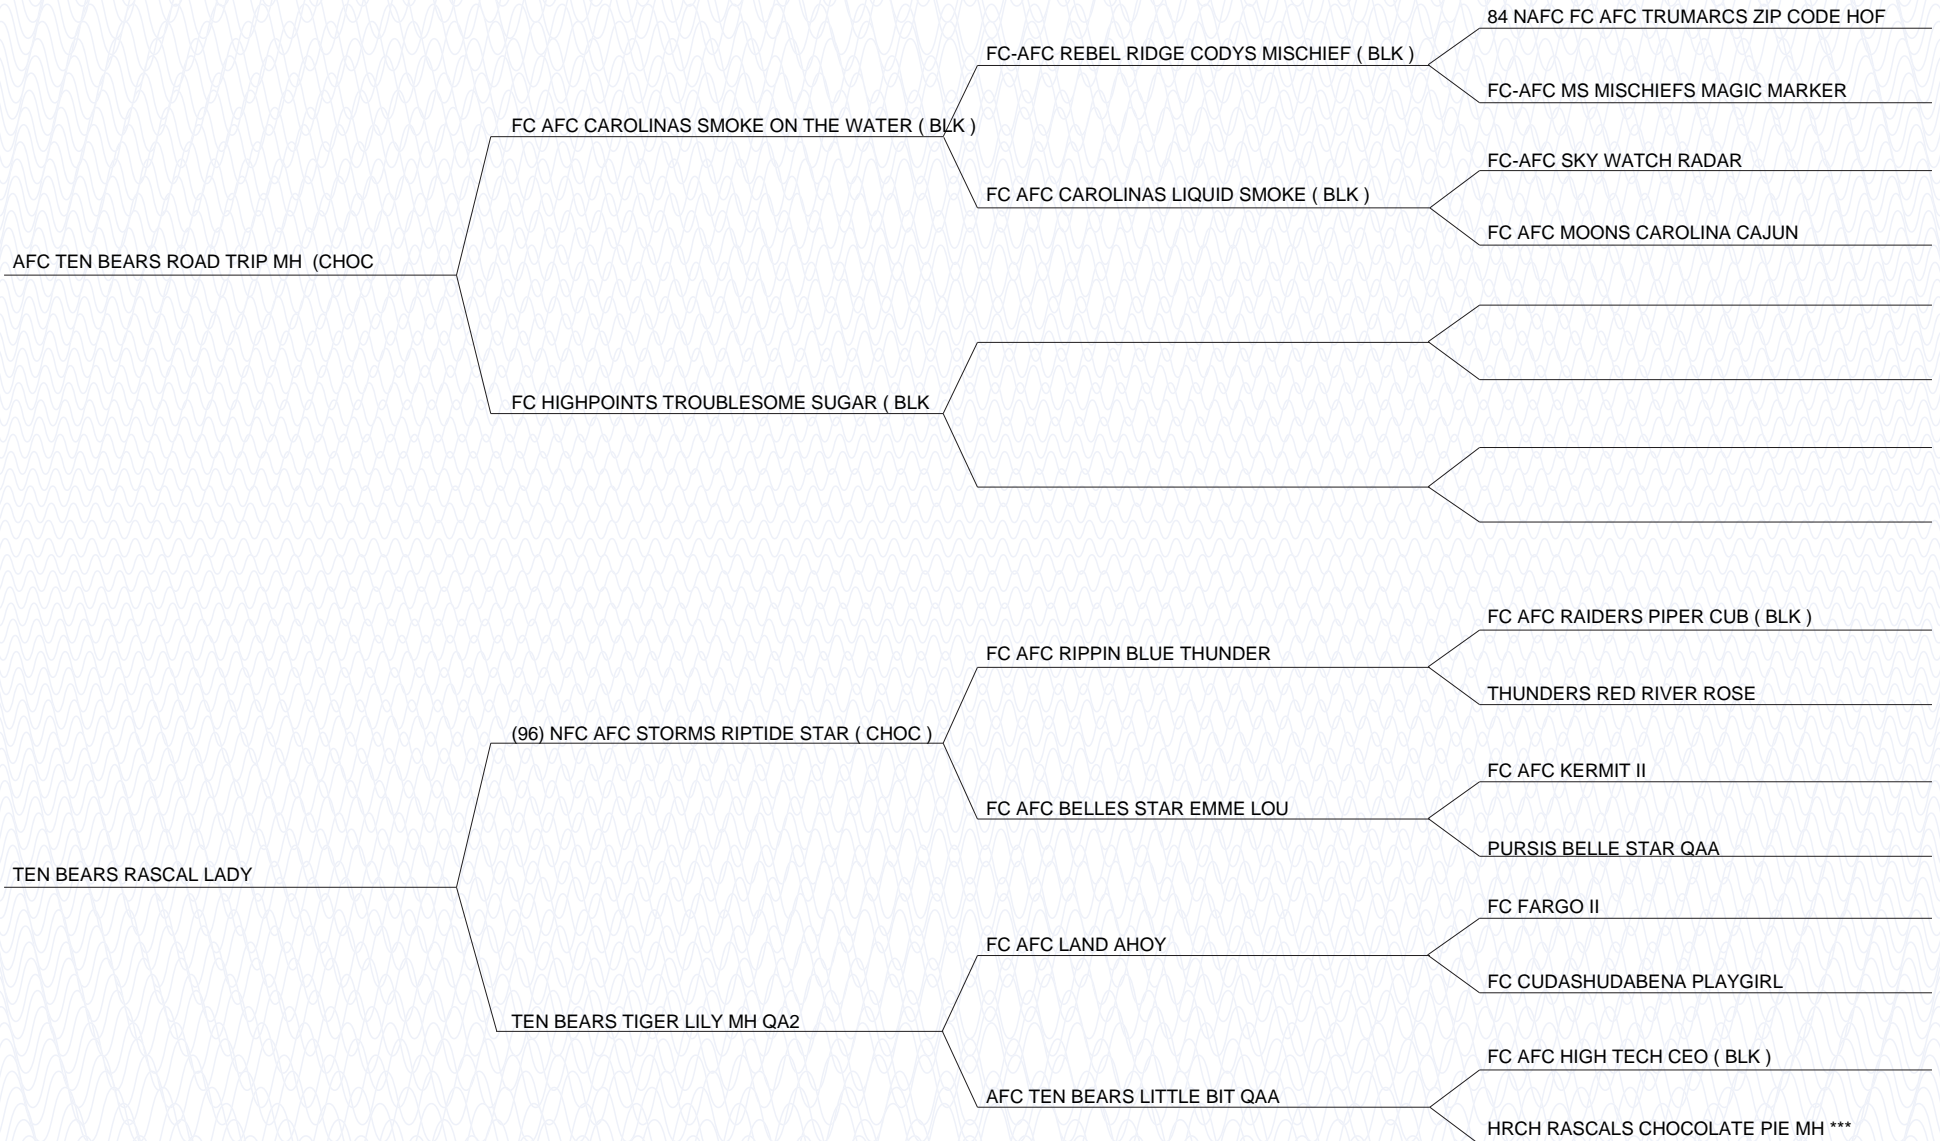 84 NAFC FC AFC TRUMARCS ZIP CODE HOF
FC-AFC REBEL RIDGE CODYS MISCHIEF ( BLK )
FC-AFC MS MISCHIEFS MAGIC MARKER
FC AFC CAROLINAS SMOKE ON THE WATER ( BLK )
FC-AFC SKY WATCH RADAR
FC AFC CAROLINAS LIQUID SMOKE ( BLK )
FC AFC MOONS CAROLINA CAJUN
AFC TEN BEARS ROAD TRIP MH (CHOC
FC HIGHPOINTS TROUBLESOME SUGAR ( BLK
FC AFC RAIDERS PIPER CUB ( BLK )
FC AFC RIPPIN BLUE THUNDER
THUNDERS RED RIVER ROSE
(96) NFC AFC STORMS RIPTIDE STAR ( CHOC )
FC AFC KERMIT II
FC AFC BELLES STAR EMME LOU
PURSIS BELLE STAR QAA
TEN BEARS RASCAL LADY
FC FARGO II
FC AFC LAND AHOY
FC CUDASHUDABENA PLAYGIRL
TEN BEARS TIGER LILY MH QA2
FC AFC HIGH TECH CEO ( BLK )
AFC TEN BEARS LITTLE BIT QAA
HRCH RASCALS CHOCOLATE PIE MH ***